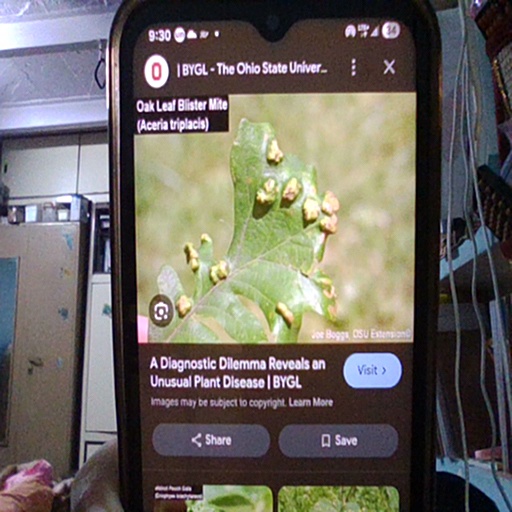 9:30
34
| BYGL - The Ohio State Univer...
Oak Leaf Blister Mite
(Aceria triplacis)
Joe Boggs, OSU Extension©
A Diagnostic Dilemma Reveals an
Unusual Plant Disease | BYGL
Visit >
Images may be subject to copyright. Learn More
Share
Save